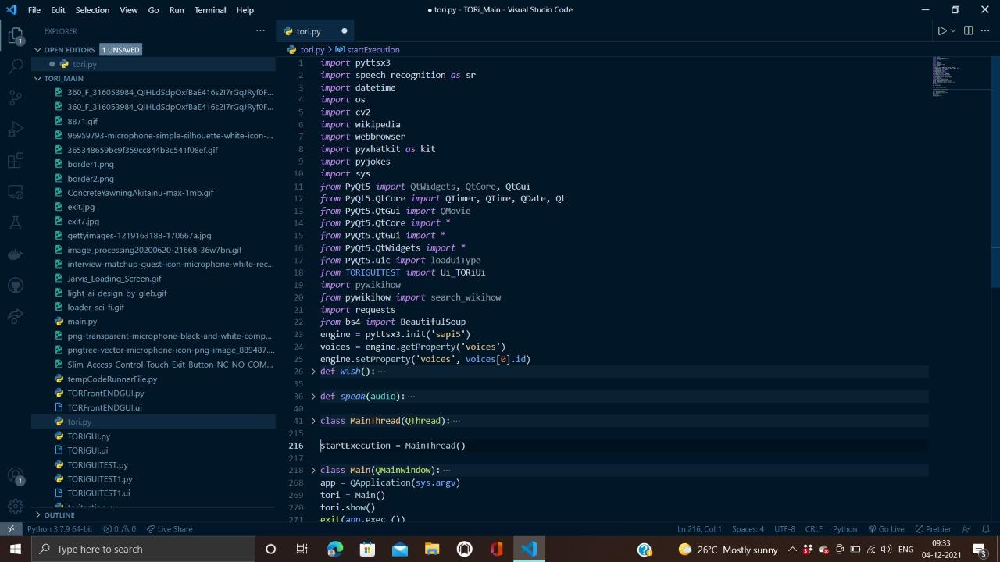 File Edit Selection View Go Run Terminal Help
● tori.py - TORi_Main - Visual Studio Code
EXPLORER
OPEN EDITORS 1 UNSAVED
tori.py
TORI_MAIN
360_F_316053984_QIHLdSdpOxfBaE416s2I7rGqJRyf0F...
360_F_316053984_QIHLdSdpOxfBaE416s2I7rGqJRyf0F...
8871.gif
96959793-microphone-simple-silhouette-white-icon-...
365348659bc9f359cc844b3c541f08ef.gif
border1.png
border2.png
ConcreteYawningAkitainu-max-1mb.gif
exit.jpg
exit7.jpg
gettyimages-1219163188-170667a.jpg
image_processing20200620-21668-36w7bn.gif
interview-matchup-guest-icon-microphone-white-rec...
Jarvis_Loading_Screen.gif
light_ai_design_by_gleb.gif
loader_sci-fi.gif
main.py
png-transparent-microphone-black-and-white-comp...
pngtree-vector-microphone-icon-png-image_889487....
Slim-Access-Control-Touch-Exit-Button-NC-NO-COM...
tempCodeRunnerFile.py
TORFrontENDGUI.py
TORFrontENDGUI.ui
tori.py
TORIGUI.py
TORIGUI.ui
TORIGUITEST.py
TORIGUITEST1.py
TORIGUITEST1.ui
toritesting.py
OUTLINE
1
1
tori.py
tori.py > startExecution
1 import pyttsx3
2 import speech_recognition as sr
3 import datetime
4 import os
5 import cv2
6 import wikipedia
7 import webbrowser
8 import pywhatkit as kit
9 import pyjokes
10 import sys
11 from PyQt5 import QtWidgets, QtCore, QtGui
12 from PyQt5.QtCore import QTimer, QTime, QDate, Qt
13 from PyQt5.QtGui import QMovie
14 from PyQt5.QtCore import *
15 from PyQt5.QtGui import *
16 from PyQt5.QtWidgets import *
17 from PyQt5.uic import loadUiType
18 from TORIGUITEST import Ui_TORiUi
19 import pywikihow
20 from pywikihow import search_wikihow
21 import requests
22 from bs4 import BeautifulSoup
23 engine = pyttsx3.init('sapi5')
24 voices = engine.getProperty('voices')
25 engine.setProperty('voices', voices[0].id)
26 def wish():...
35
36 def speak(audio):...
40
41 class MainThread(QThread):...
215
216 startExecution = MainThread()
217
218 class Main(QMainWindow):...
268 app = QApplication(sys.argv)
269 tori = Main()
270 tori.show()
271 exit(app.exec_())
Python 3.7.9 64-bit 0 0 Live Share
Ln 216, Col 1 Spaces: 4 UTF-8 CRLF Python Go Live Prettier
Type here to search
26°C Mostly sunny ENG 09:33
04-12-2021
3